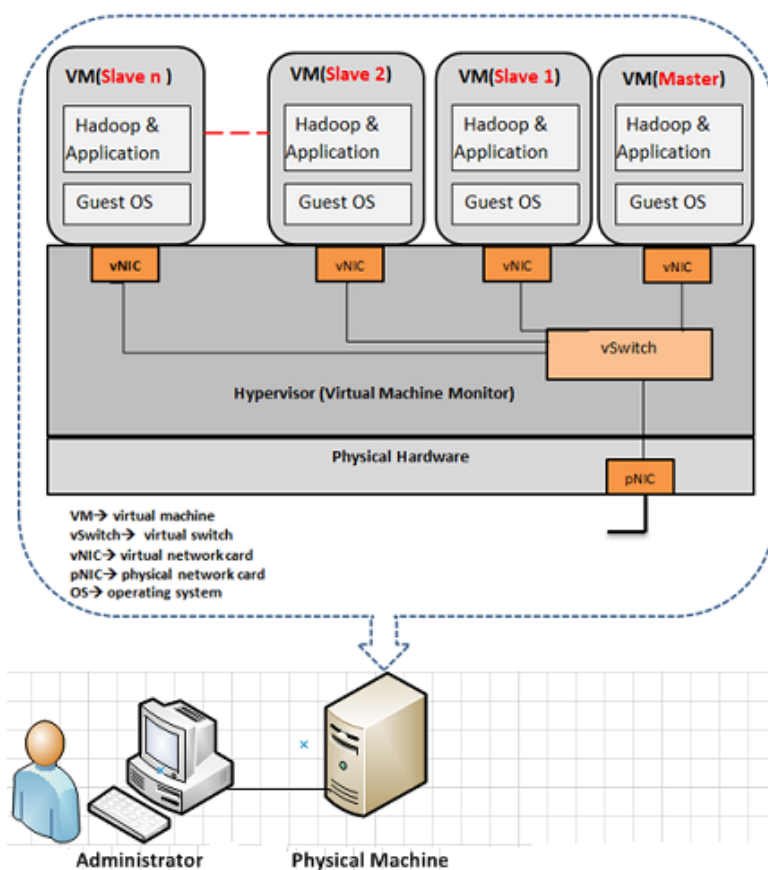 VM(Slave n )
VM(Slave 2)
VM(Slave 1)
VM(Master)
Hadoop &
Application
Hadoop &
Application
Hadoop &
Application
Hadoop &
Application
Guest OS
Guest OS
Guest OS
Guest OS
vNIC
vNIC
vNIC
vNIC
vSwitch
Hypervisor (Virtual Machine Monitor)
Physical Hardware
pNIC
VM→ virtual machine
vSwitch→ virtual switch
vNIC→ virtual network card
pNIC→ physical network card
OS→ operating system
Administrator
Physical Machine